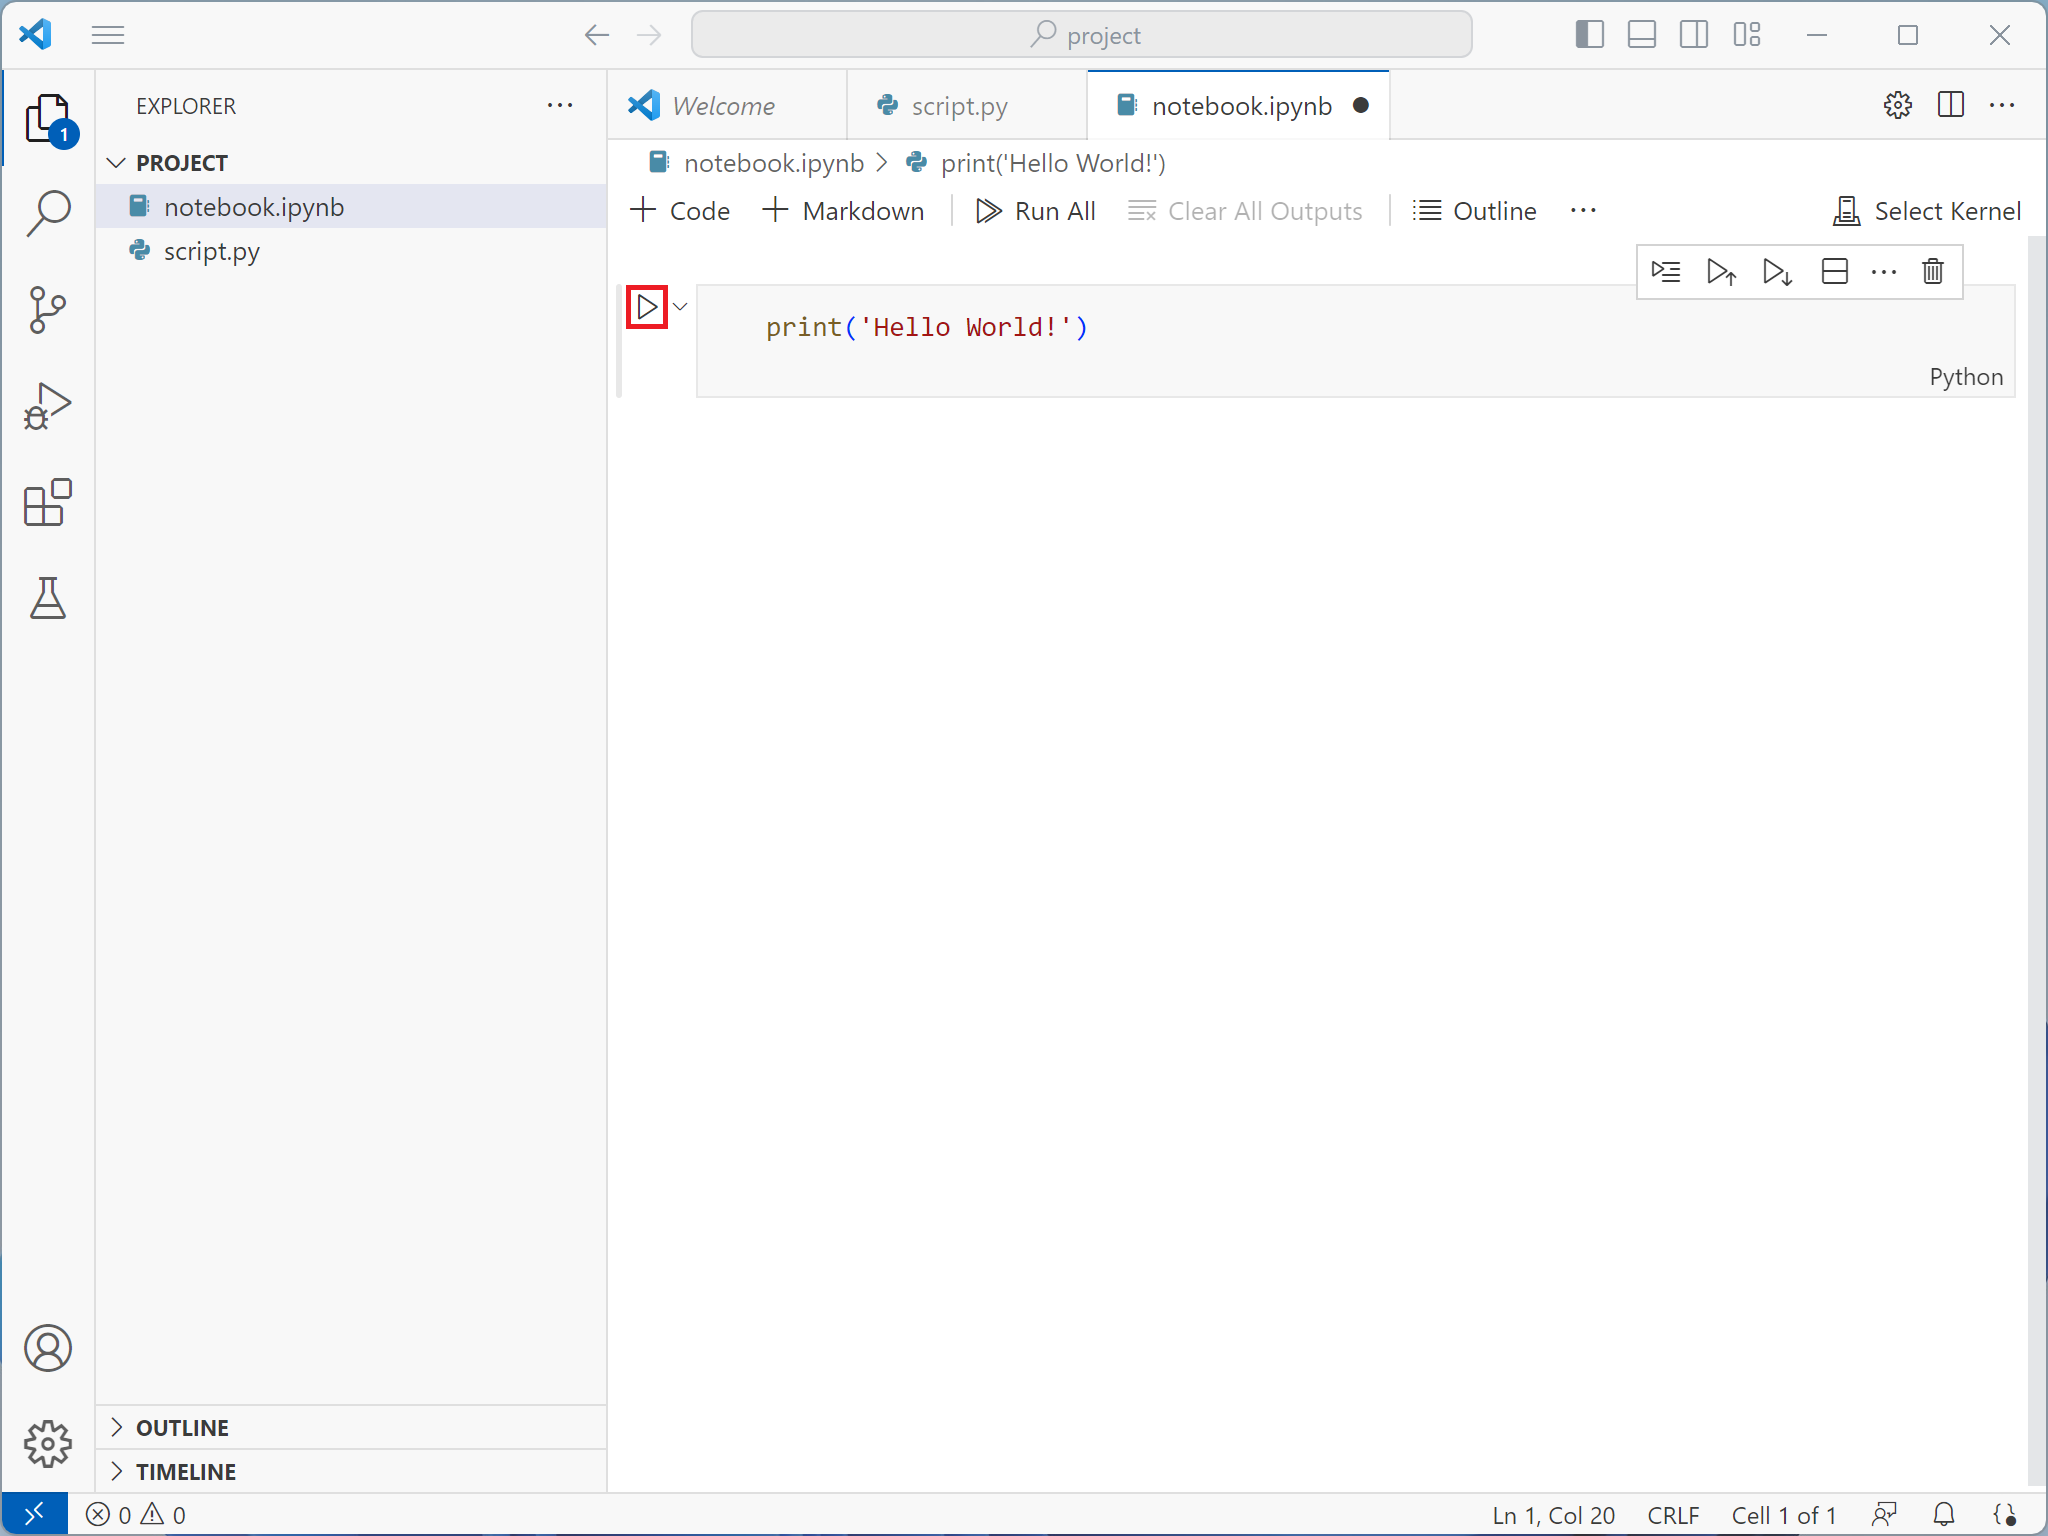 project
EXPLORER
Welcome
script.py
notebook.ipynb
1
PROJECT
notebook.ipynb
script.py
notebook.ipynb > print('Hello World!')
+ Code + Markdown Run All Clear All Outputs Outline ... Select Kernel
print('Hello World!')
Python
OUTLINE
TIMELINE
0 0
Ln 1, Col 20 CRLF Cell 1 of 1